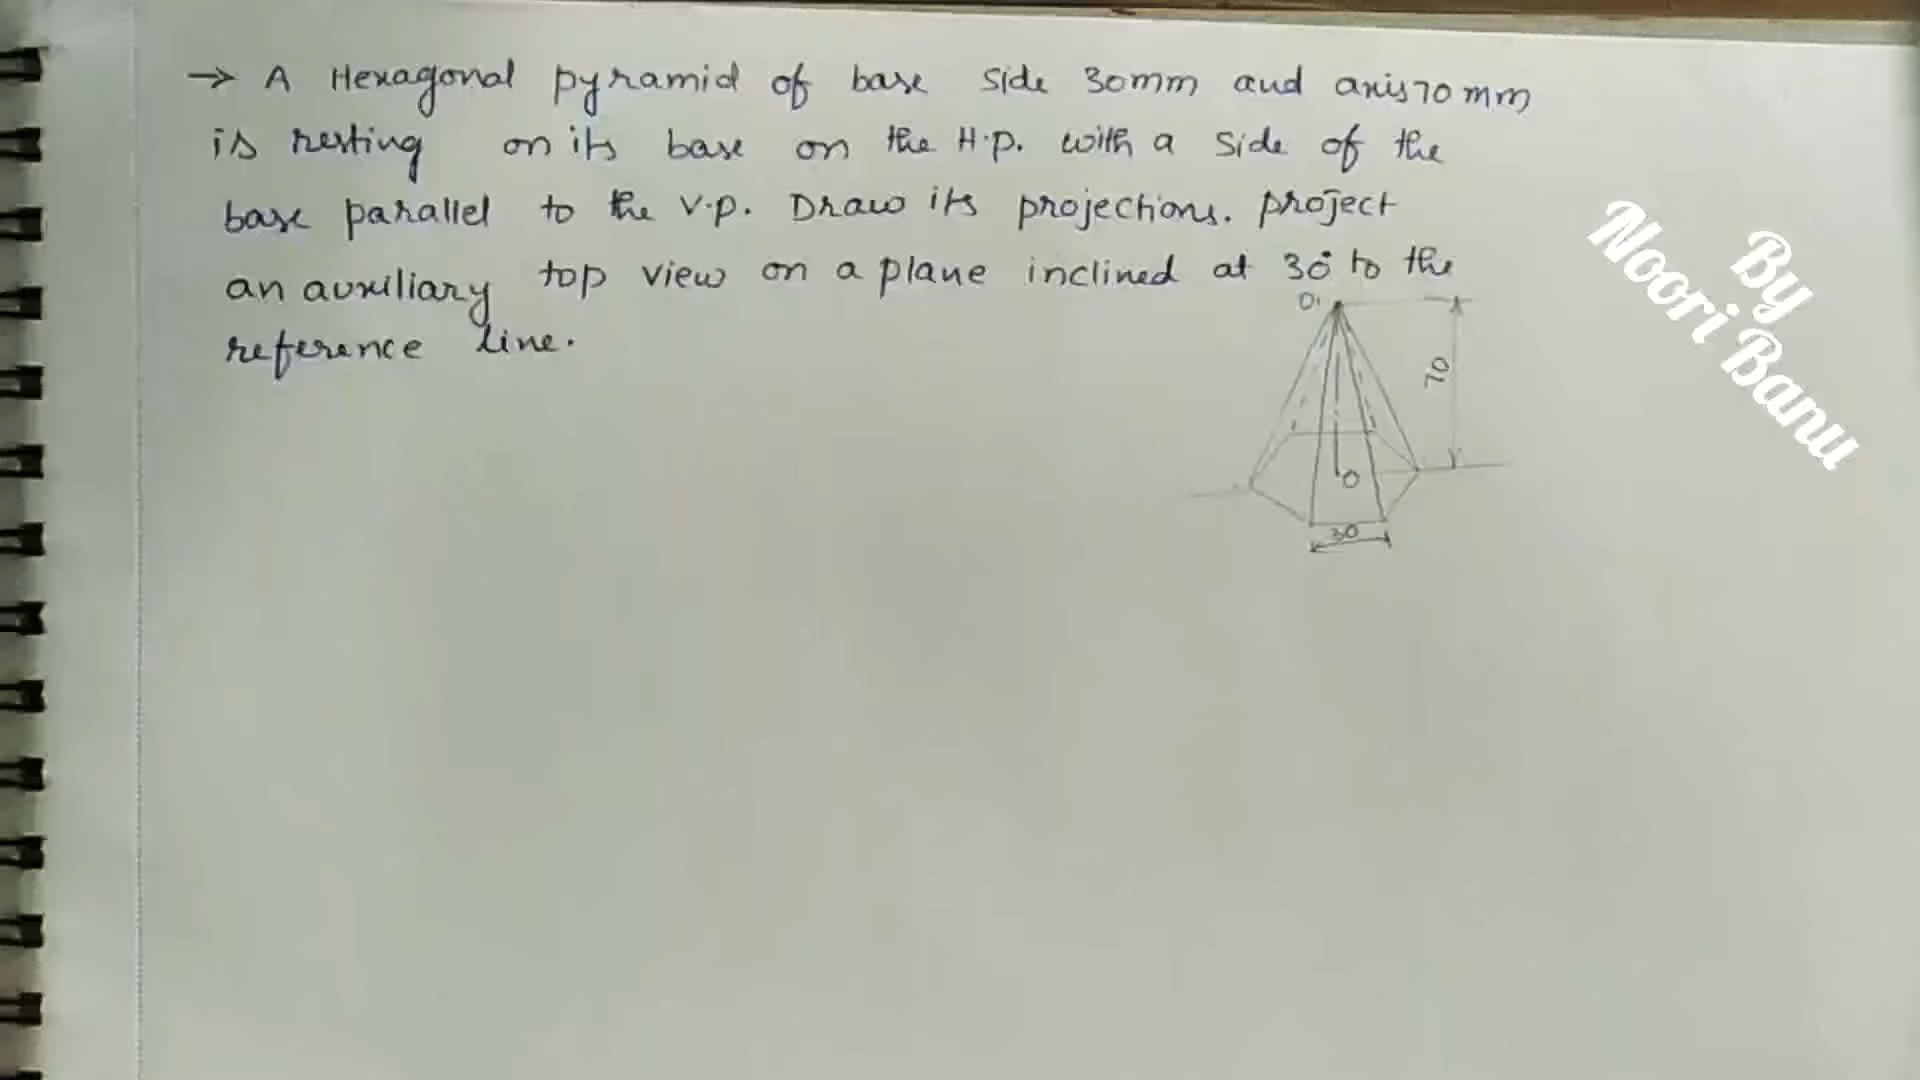 → A Hexagonal pyramid of base side 30mm and axis 70 mm
is resting on its base on the H.p. with a side of the
base parallel to the V.p. Draw its projections. project
an auxiliary top view on a plane inclined at 30° to the
reference line.
O'
70
O
30
By
Noori Banu